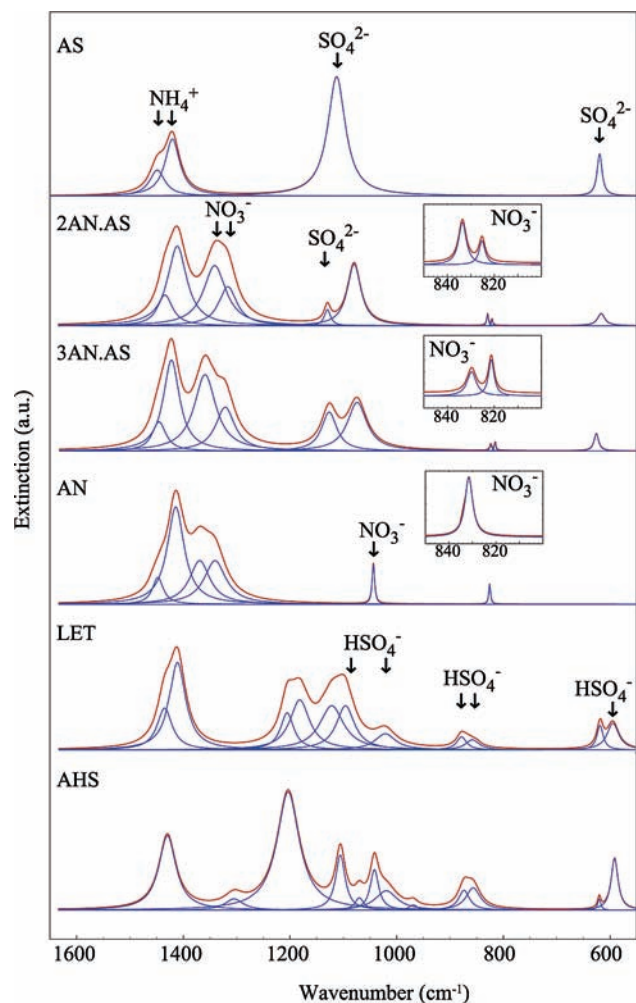 AS
SO₄²⁻
NH₄⁺
SO₄²⁻
2AN.AS
NO₃⁻
SO₄²⁻
NO₃⁻
840 820
3AN.AS
NO₃⁻
840 820
AN
NO₃⁻
NO₃⁻
840 820
LET
HSO₄⁻
HSO₄⁻
HSO₄⁻
AHS
Extinction (a.u.)
1600 1400 1200 1000 800 600
Wavenumber (cm⁻¹)